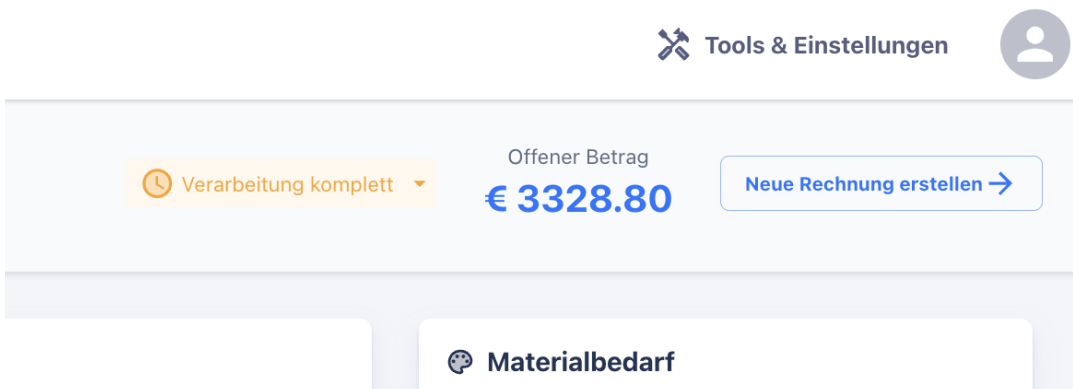 Tools & Einstellungen
Verarbeitung komplett
Offener Betrag
€ 3328.80
Neue Rechnung erstellen
Materialbedarf